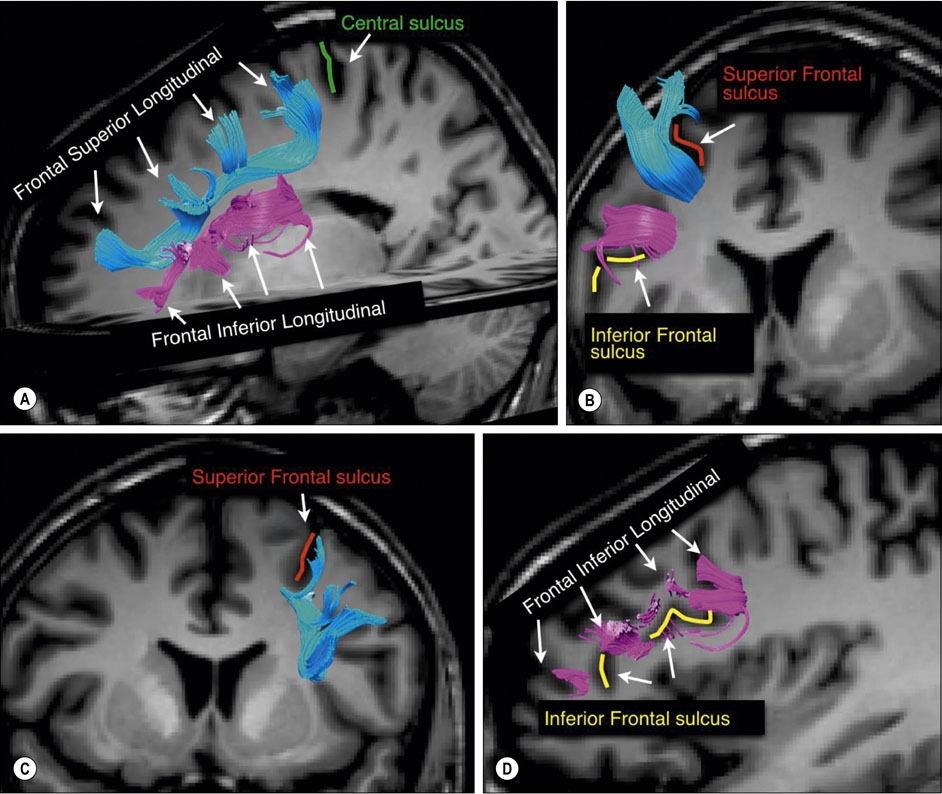 Central sulcus
Frontal Superior Longitudinal
Frontal Inferior Longitudinal
A
Superior Frontal
sulcus
Inferior Frontal
sulcus
B
Superior Frontal sulcus
C
Frontal Inferior Longitudinal
Inferior Frontal sulcus
D